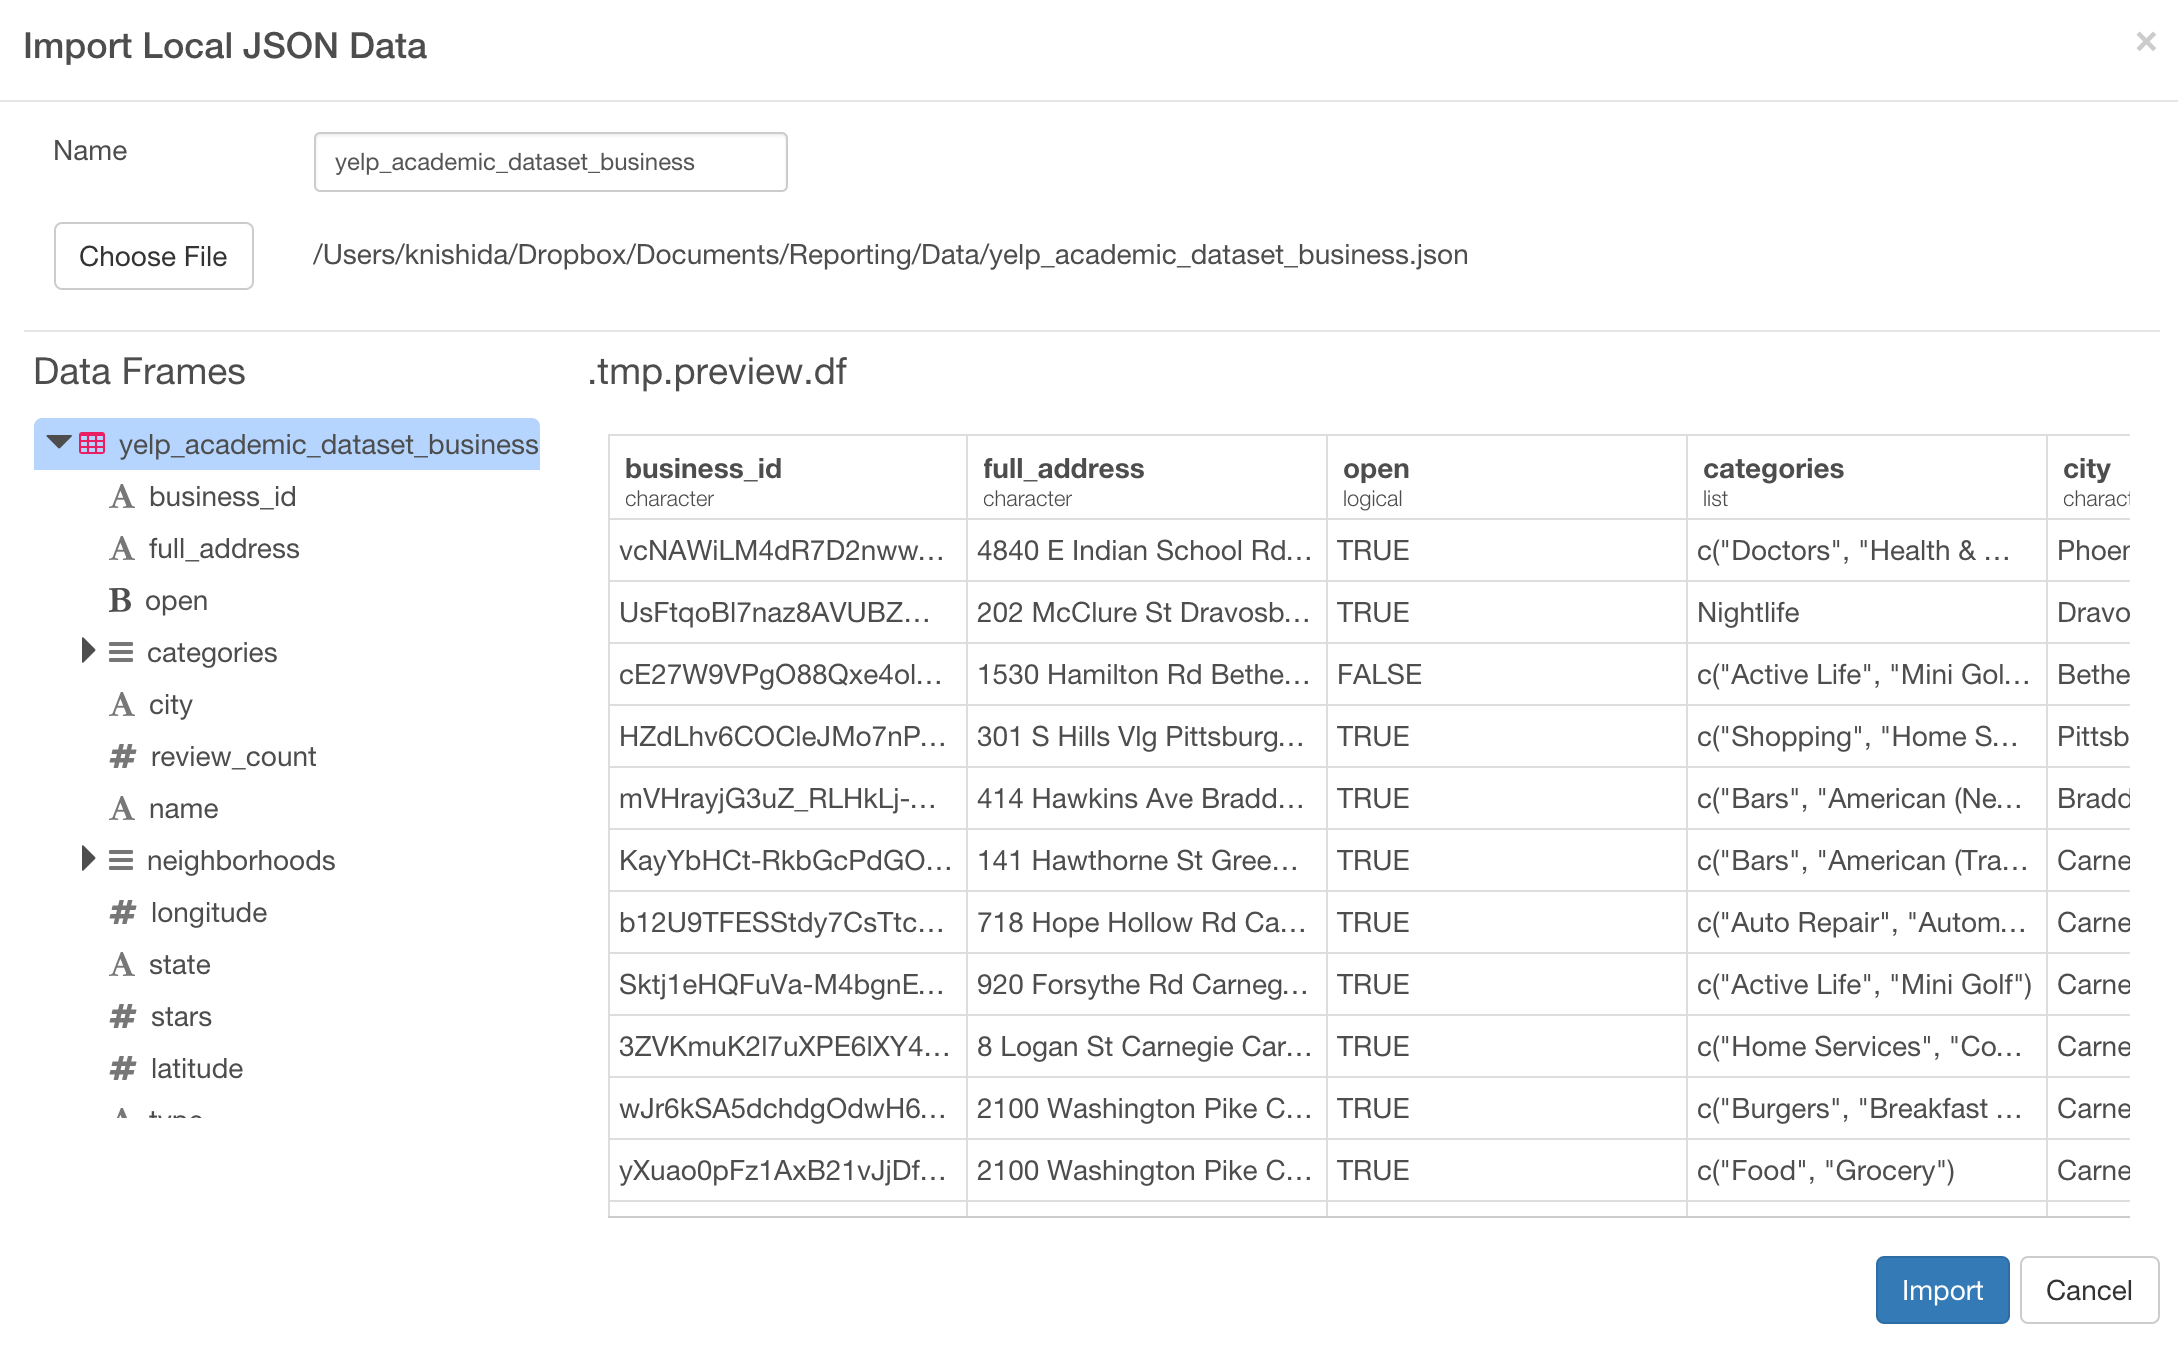 Import Local JSON Data ×
Name yelp_academic_dataset_business
Choose File /Users/knishida/Dropbox/Documents/Reporting/Data/yelp_academic_dataset_business.json
Data Frames
yelp_academic_dataset_business
A business_id
A full_address
B open
categories
A city
# review_count
A name
neighborhoods
# longitude
A state
# stars
# latitude
A type
.tmp.preview.df
business_id full_address open categories city
character character logical list charact
vcNAWiLM4dR7D2nww... 4840 E Indian School Rd... TRUE c("Doctors", "Health & ... Phoer
UsFtqoBl7naz8AVUBZ... 202 McClure St Dravosb... TRUE Nightlife Dravo
cE27W9VPgO88Qxe4ol... 1530 Hamilton Rd Bethe... FALSE c("Active Life", "Mini Gol... Bethe
HZdLhv6COCleJMo7nP... 301 S Hills Vlg Pittsburg... TRUE c("Shopping", "Home S... Pittsb
mVHrayjG3uZ_RLHkLj-... 414 Hawkins Ave Bradd... TRUE c("Bars", "American (Ne... Bradd
KayYbHCt-RkbGcPdGO... 141 Hawthorne St Gree... TRUE c("Bars", "American (Tra... Carne
b12U9TFESStdy7CsTtc... 718 Hope Hollow Rd Ca... TRUE c("Auto Repair", "Autom... Carne
Sktj1eHQFuVa-M4bgnE... 920 Forsythe Rd Carneg... TRUE c("Active Life", "Mini Golf") Carne
3ZVKmuK2l7uXPE6lXY4... 8 Logan St Carnegie Car... TRUE c("Home Services", "Co... Carne
wJr6kSA5dchdgOdwH6... 2100 Washington Pike C... TRUE c("Burgers", "Breakfast ... Carne
yXuao0pFz1AxB21vJjDf... 2100 Washington Pike C... TRUE c("Food", "Grocery") Carne
Import Cancel